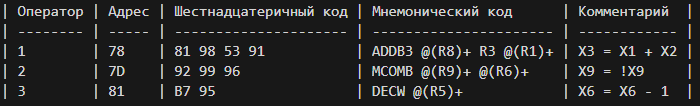 | Оператор | Адрес | Шестнадцатеричный код | Мнемонический код | Комментарий |
| -------- | ----- | --------------------- | ------------------------ | ------------ |
| 1 | 78 | 81 98 53 91 | ADDB3 @(R8)+ R3 @(R1)+ | X3 = X1 + X2 |
| 2 | 7D | 92 99 96 | MCOMB @(R9)+ @(R6)+ | X9 = !X9 |
| 3 | 81 | B7 95 | DECW @(R5)+ | X6 = X6 - 1 |